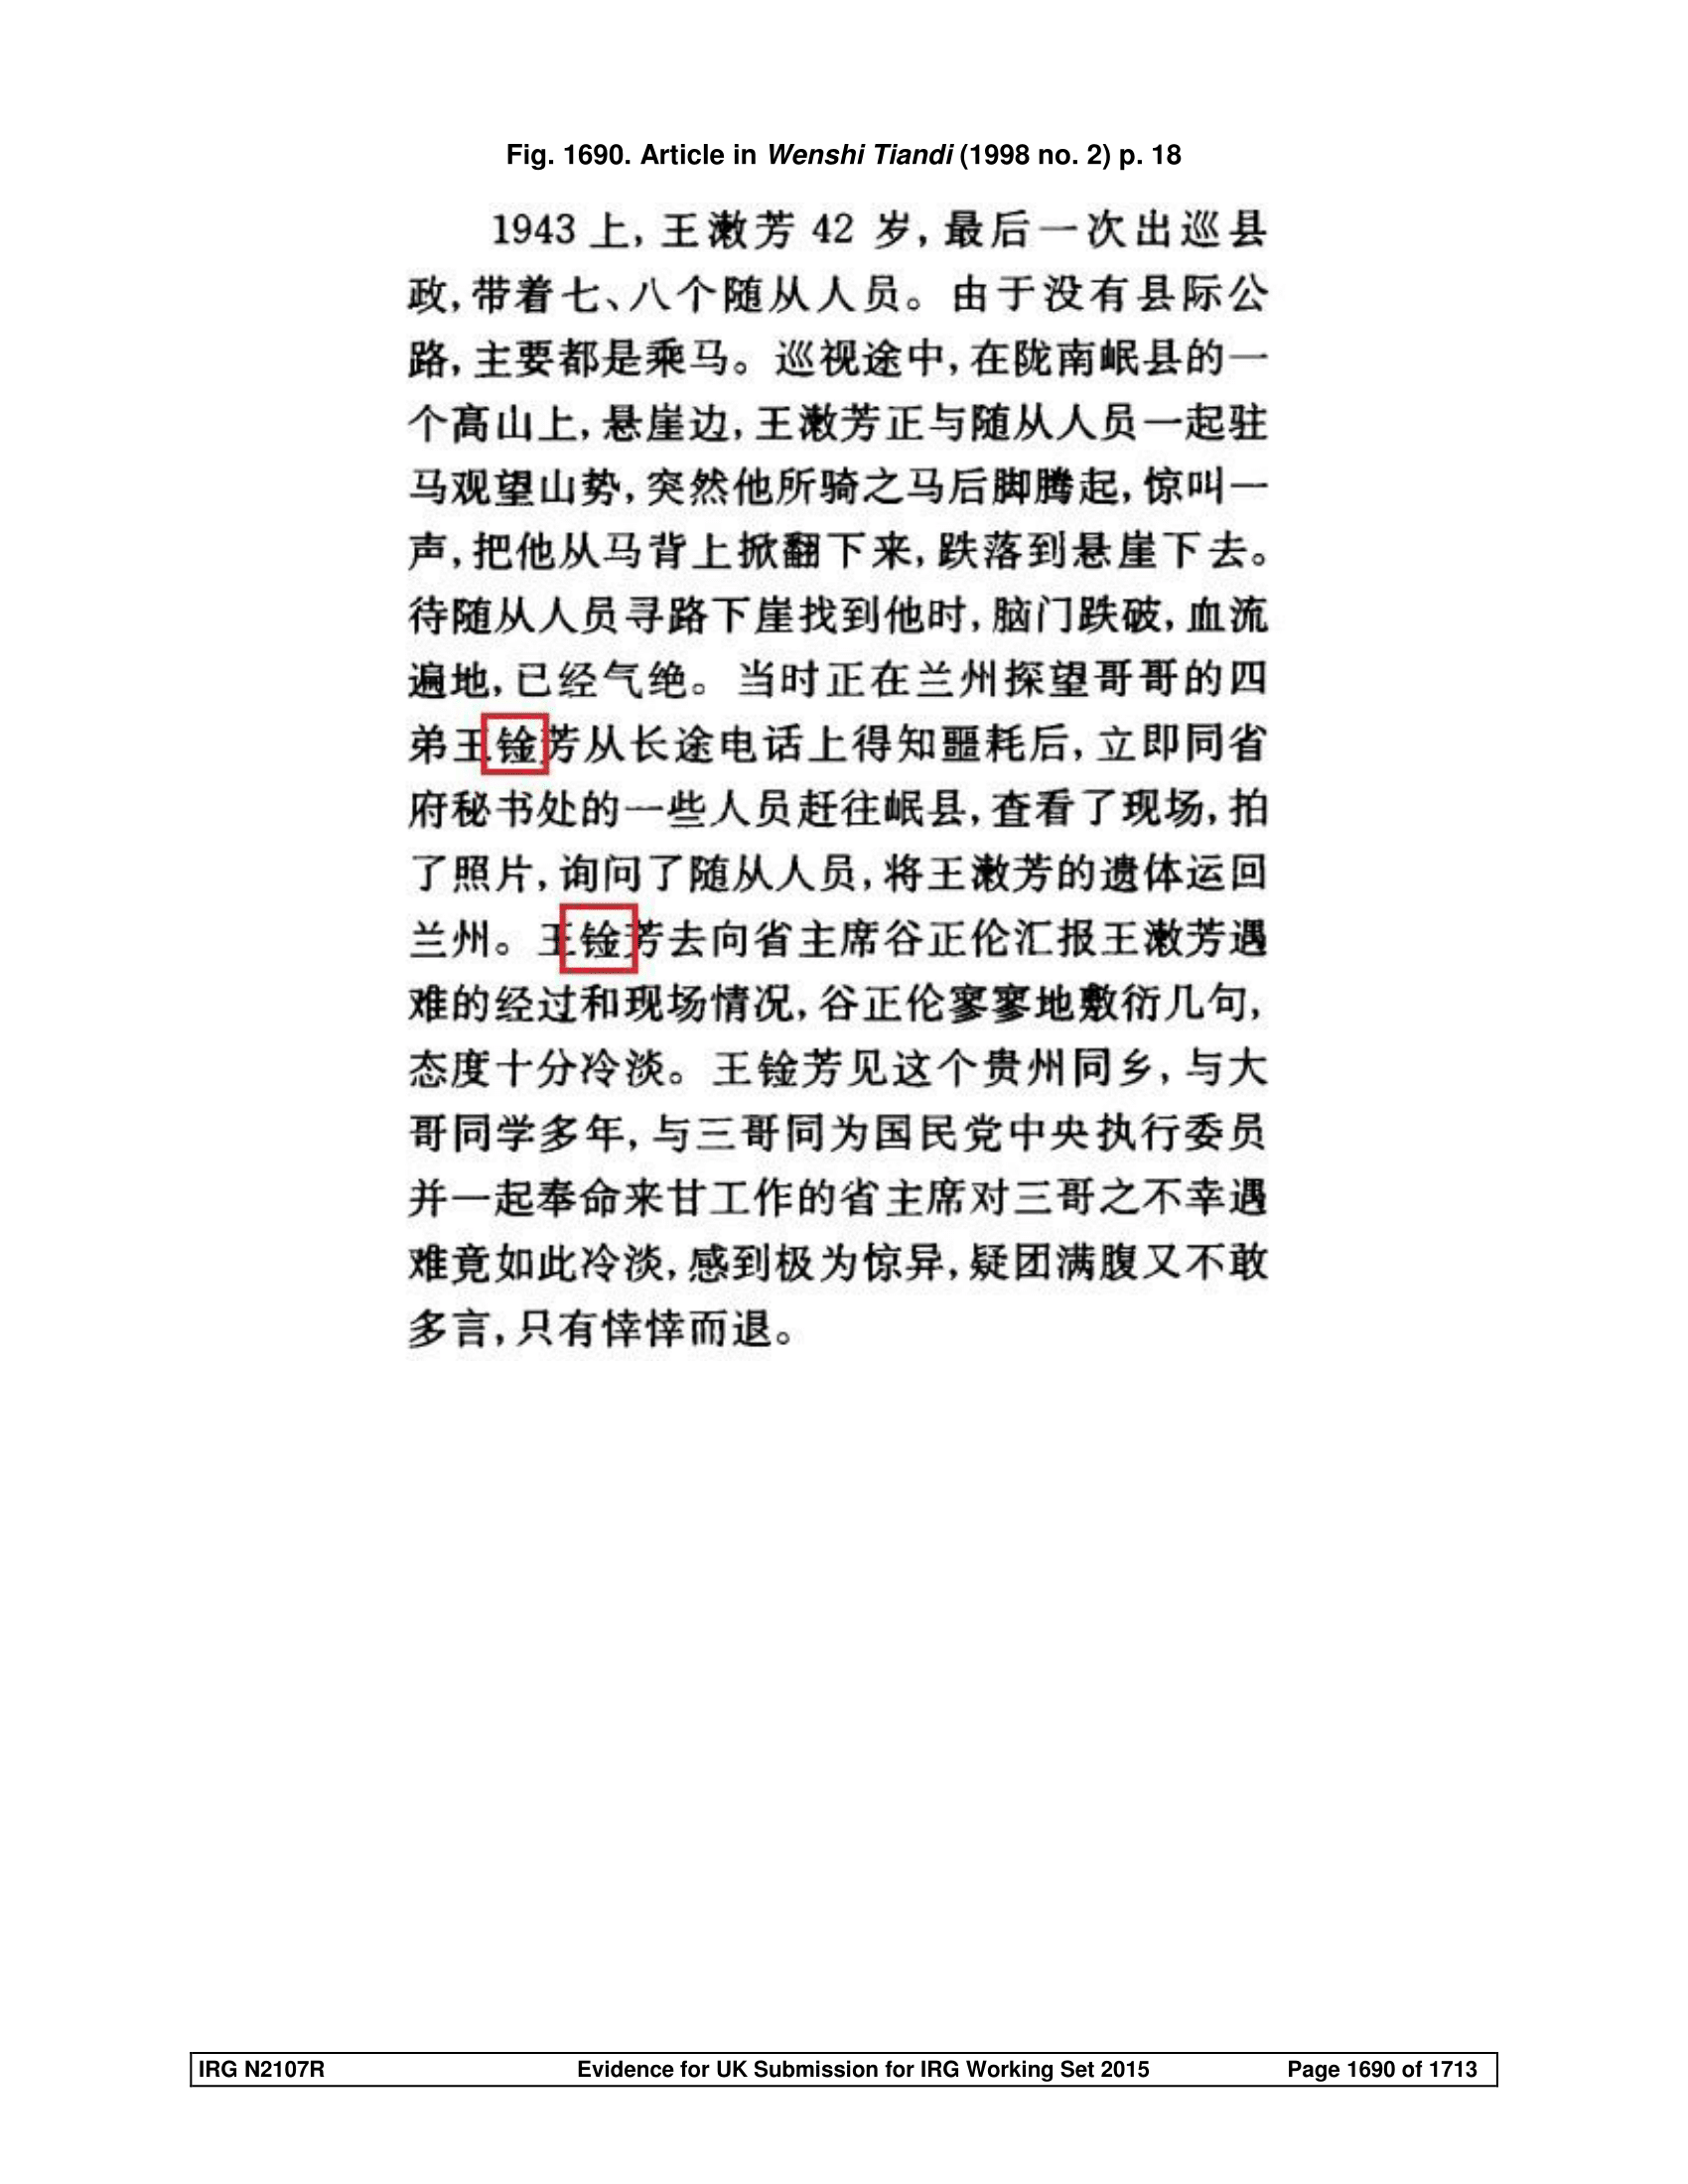 Fig. 1690. Article in Wenshi Tiandi (1998 no. 2) p. 18
1943 上,王漱芳 42 岁,最后一次出巡县
政,带着七、八个随从人员。由于没有县际公
路,主要都是乘马。巡视途中,在陇南岷县的一
个高山上,悬崖边,王漱芳正与随从人员一起驻
马观望山势,突然他所骑之马后脚腾起,惊叫一
声,把他从马背上掀翻下来,跌落到悬崖下去。
待随从人员寻路下崖找到他时,脑门跌破,血流
遍地,已经气绝。当时正在兰州探望哥哥的四
弟王芳从长途电话上得知噩耗后,立即同省
府秘书处的一些人员赶往岷县,查看了现场,拍
了照片,询问了随从人员,将王漱芳的遗体运回
兰州。王芳去向省主席谷正伦汇报王漱芳遇
难的经过和现场情况,谷正伦寥寥地敷衍几句,
态度十分冷淡。王芳见这个贵州同乡,与大
哥同学多年,与三哥同为国民党中央执行委员
并一起奉命来甘工作的省主席对三哥之不幸遇
难竟如此冷淡,感到极为惊异,疑团满腹又不敢
多言,只有悻悻而退。
IRG N2107R Evidence for UK Submission for IRG Working Set 2015 Page 1690 of 1713